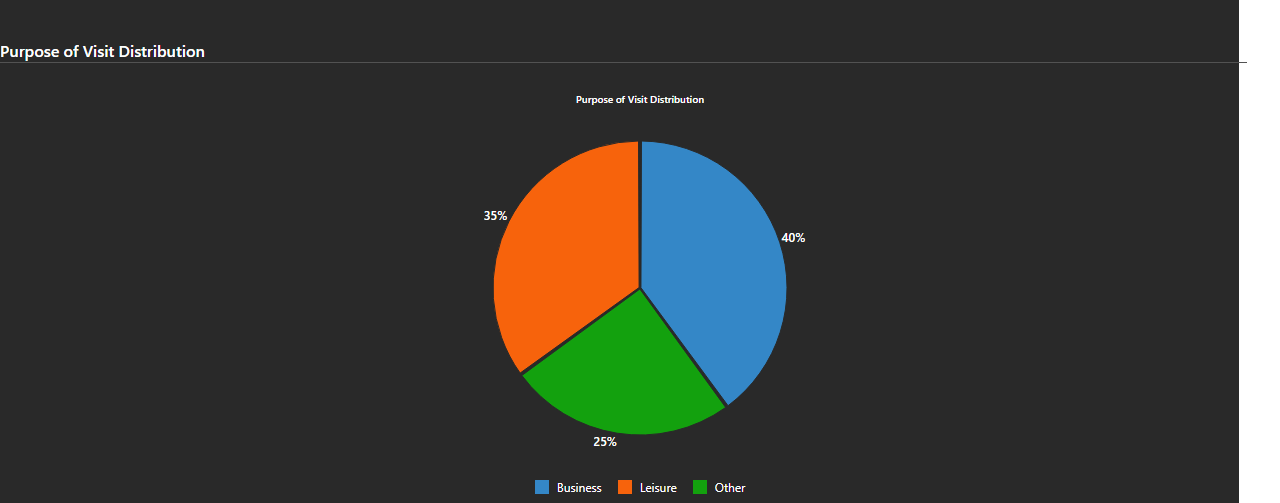 Purpose of Visit Distribution
Purpose of Visit Distribution
35%
40%
25%
Business Leisure Other